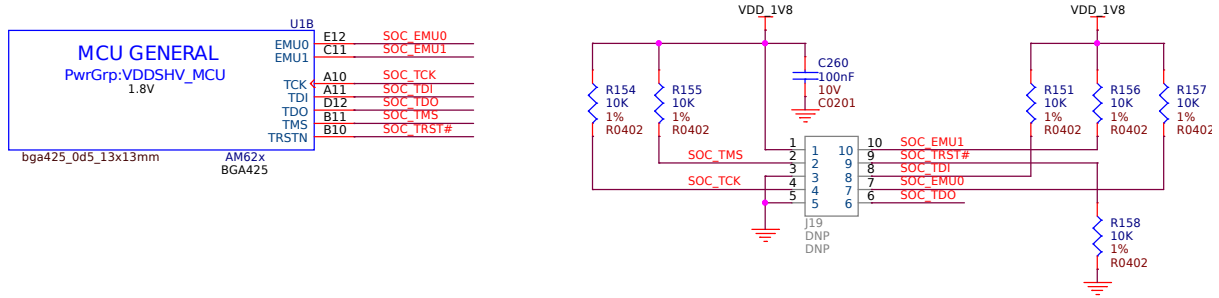 U1B
MCU GENERAL
PwrGrp:VDDSHV_MCU
1.8V
EMU0 E12 SOC_EMU0
EMU1 C11 SOC_EMU1
TCK A10 SOC_TCK
TDI A11 SOC_TDI
TDO D12 SOC_TDO
TMS B11 SOC_TMS
TRSTN B10 SOC_TRST#
bga425_0d5_13x13mm
AM62x
BGA425
VDD_1V8
VDD_1V8
R154
10K
1%
R0402
R155
10K
1%
R0402
C260
100nF
10V
C0201
R151
10K
1%
R0402
R156
10K
1%
R0402
R157
10K
1%
R0402
1 1 10 10 SOC_EMU1
SOC_TMS 2 2 9 9 SOC_TRST#
3 3 8 8 SOC_TDI
SOC_TCK 4 4 7 7 SOC_EMU0
5 5 6 6 SOC_TDO
J19
DNP
DNP
R158
10K
1%
R0402